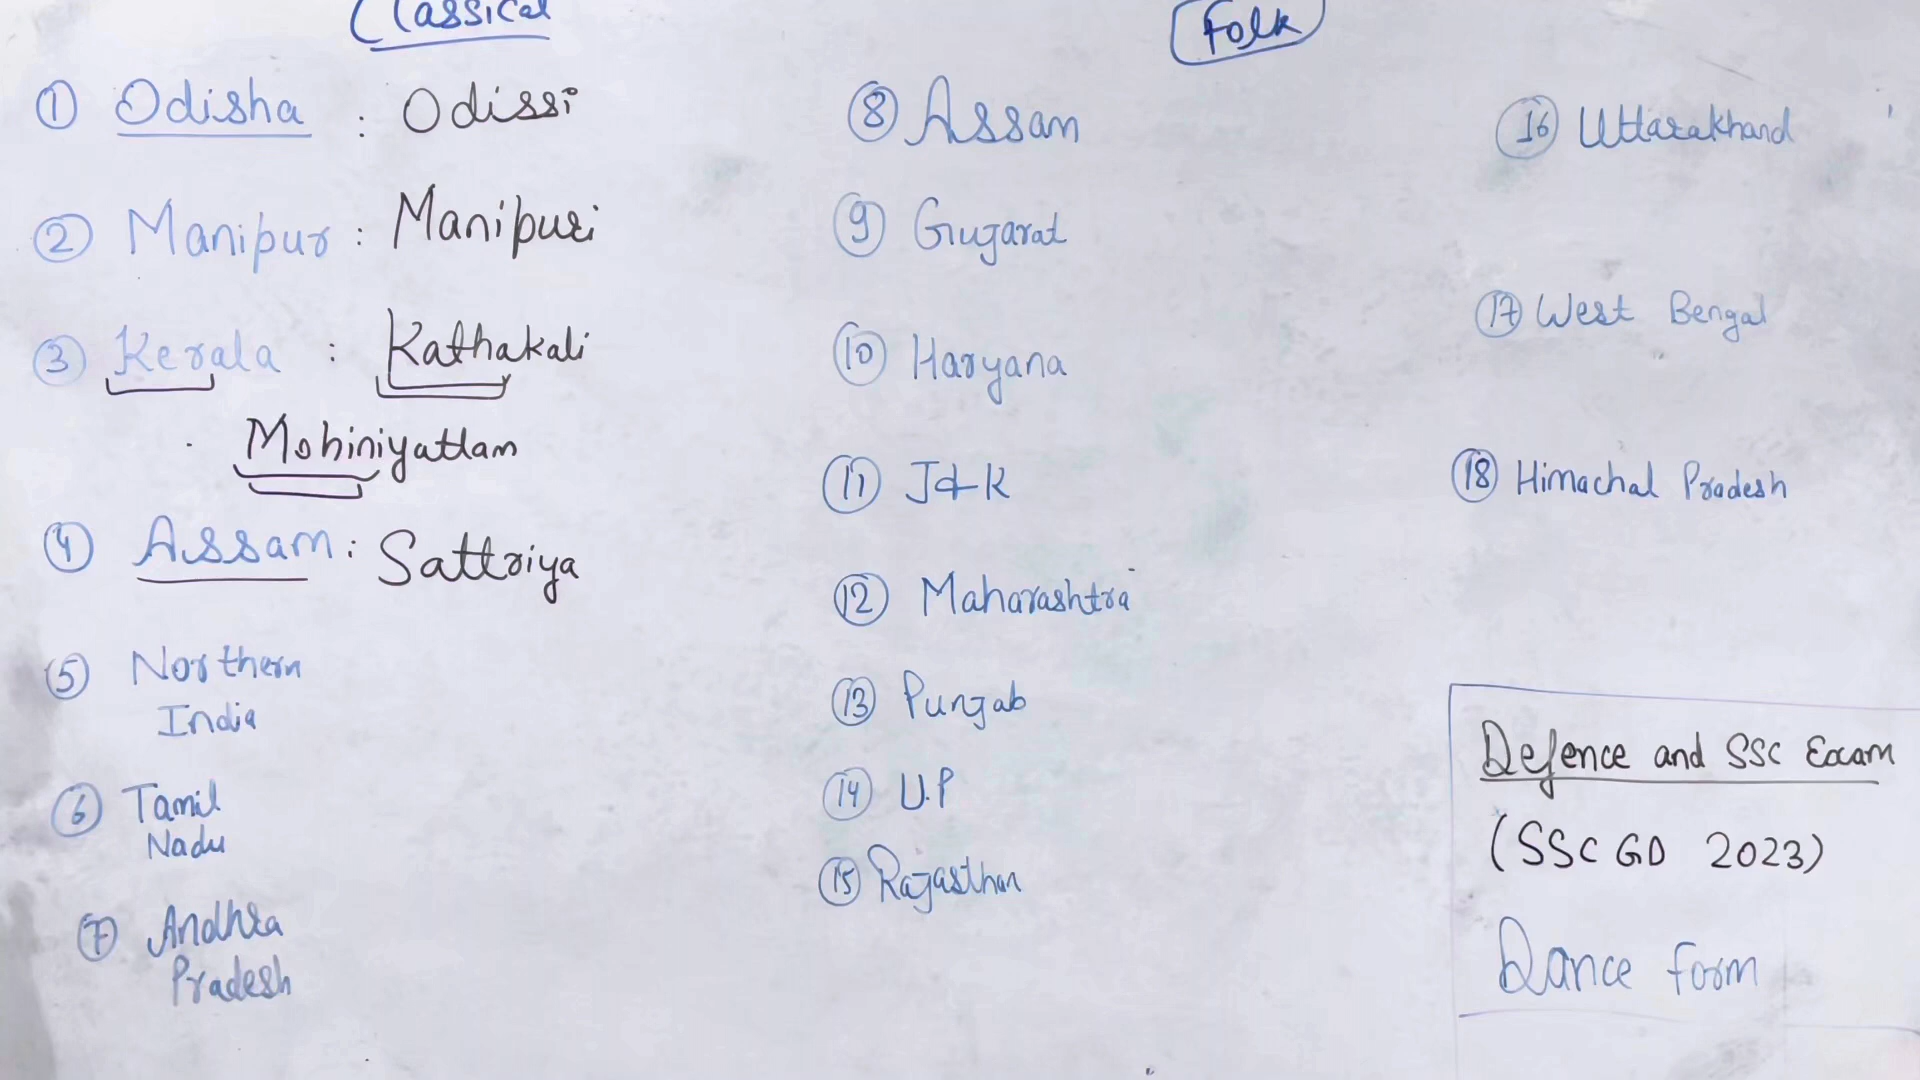 Classical
① Odisha : Odissi
② Manipur : Manipuri
③ Kerala : Kathakali
Mohiniyattam
④ Assam : Sattriya
⑤ Northern
India
⑥ Tamil
Nadu
⑦ Andhra
Pradesh
Folk
⑧ Assam
⑨ Gujarat
⑩ Haryana
⑪ J&K
⑫ Maharashtra
⑬ Punjab
⑭ U.P
⑮ Rajasthan
⑯ Uttarakhand
⑰ West Bengal
⑱ Himachal Pradesh
Defence and SSC Exam
(SSC GD 2023)
Dance form